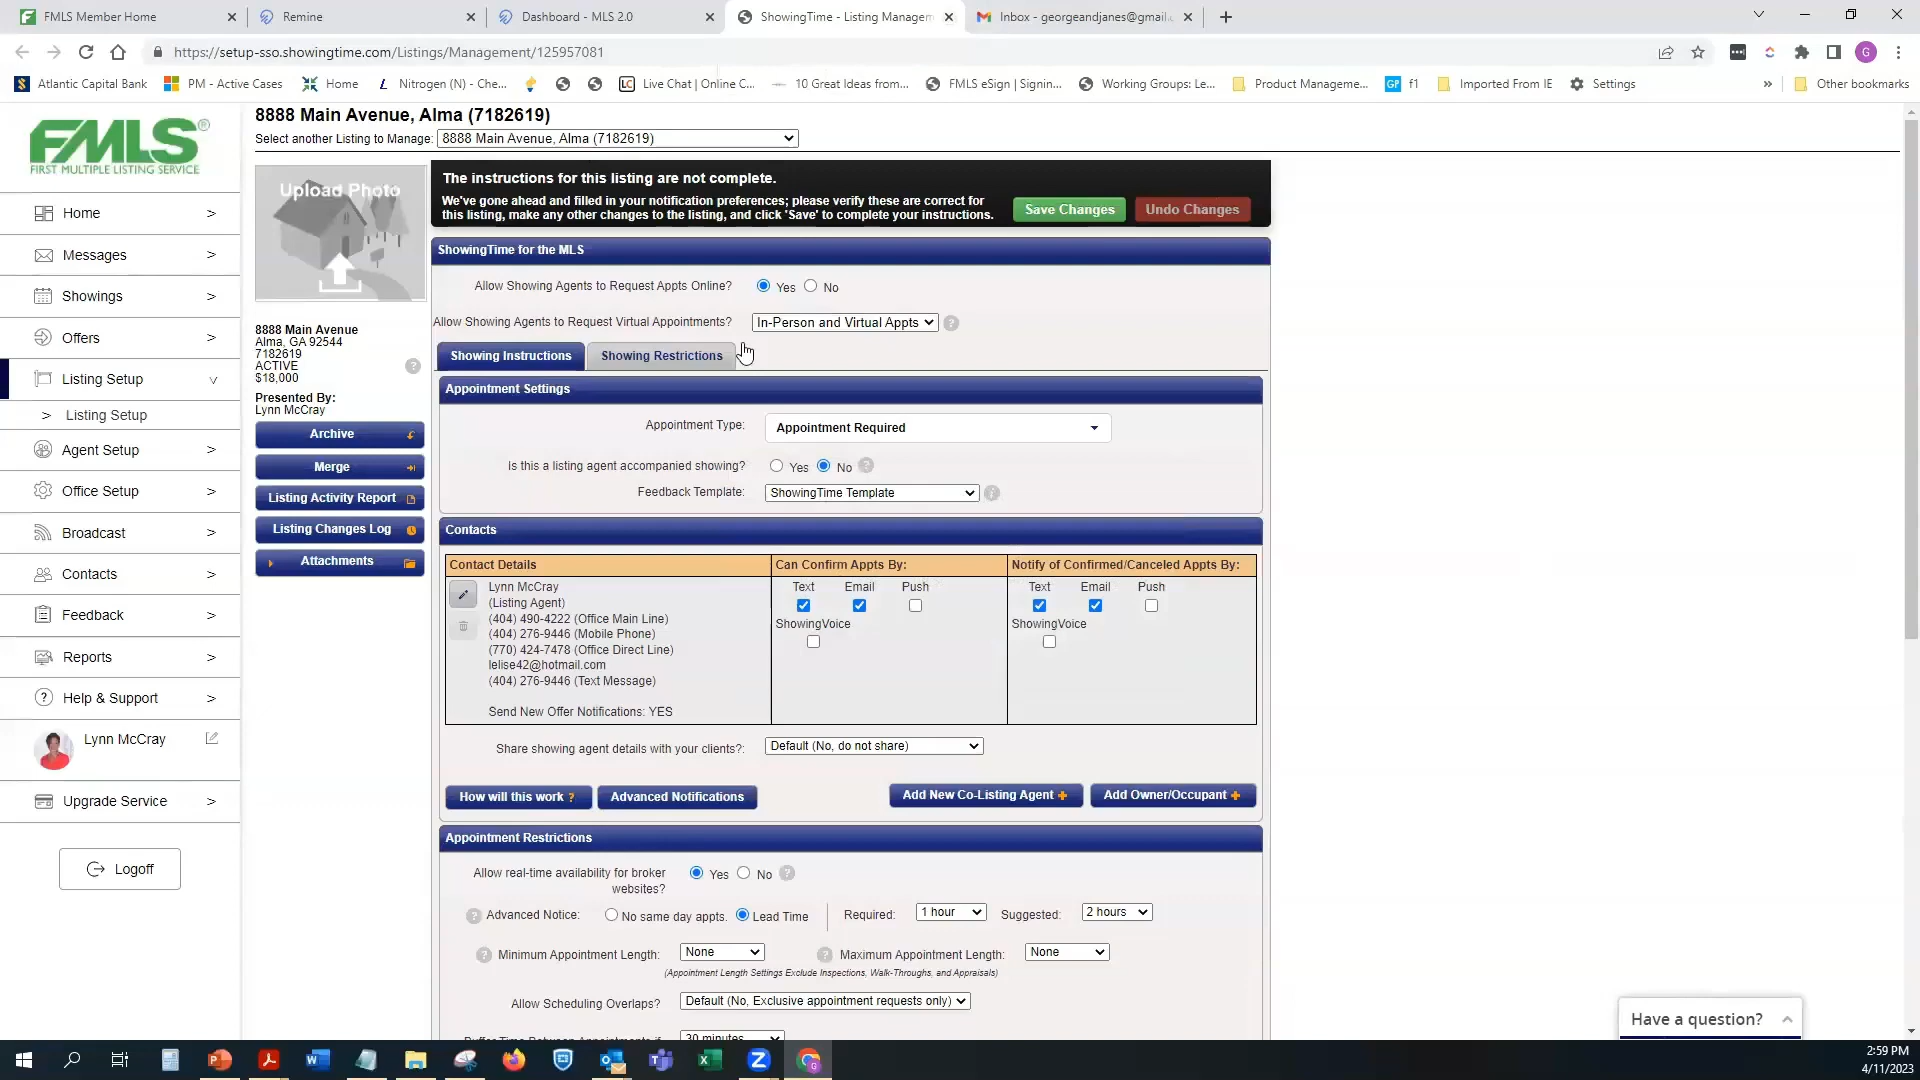 FMLS Member Home
Remine
Dashboard - MLS 2.0
ShowingTime - Listing Managem
Inbox - georgeandjanes@gmail.
https://setup-sso.showingtime.com/Listings/Management/125957081
G
Atlantic Capital Bank
PM - Active Cases
Home
Nitrogen (N) - Che...
Live Chat | Online C...
10 Great Ideas from...
FMLS eSign | Signin...
Working Groups: Le...
Product Manageme...
f1
Imported From IE
Settings
»
Other bookmarks
FMLS®
FIRST MULTIPLE LISTING SERVICE
Home >
Messages >
Showings >
Offers >
Listing Setup v
> Listing Setup
Agent Setup >
Office Setup >
Broadcast >
Contacts >
Feedback >
Reports >
Help & Support >
Lynn McCray
Upgrade Service >
Logoff
8888 Main Avenue, Alma (7182619)
Select another Listing to Manage: 8888 Main Avenue, Alma (7182619)
Upload Photo
8888 Main Avenue
Alma, GA 92544
7182619
ACTIVE
$18,000
Presented By:
Lynn McCray
Archive
Merge
Listing Activity Report
Listing Changes Log
Attachments
The instructions for this listing are not complete.
We've gone ahead and filled in your notification preferences; please verify these are correct for
this listing, make any other changes to the listing, and click 'Save' to complete your instructions.
Save Changes
Undo Changes
ShowingTime for the MLS
Allow Showing Agents to Request Appts Online? Yes No
Allow Showing Agents to Request Virtual Appointments? In-Person and Virtual Appts ?
Showing Instructions
Showing Restrictions
Appointment Settings
Appointment Type: Appointment Required
Is this a listing agent accompanied showing? Yes No ?
Feedback Template: ShowingTime Template
Contacts
Contact Details
Can Confirm Appts By:
Notify of Confirmed/Canceled Appts By:
Lynn McCray
(Listing Agent)
(404) 490-4222 (Office Main Line)
(404) 276-9446 (Mobile Phone)
(770) 424-7478 (Office Direct Line)
lelise42@hotmail.com
(404) 276-9446 (Text Message)
Send New Offer Notifications: YES
Text Email Push
ShowingVoice
Text Email Push
ShowingVoice
Share showing agent details with your clients?: Default (No, do not share)
How will this work ?
Advanced Notifications
Add New Co-Listing Agent +
Add Owner/Occupant +
Appointment Restrictions
Allow real-time availability for broker
websites?
Yes No ?
? Advanced Notice: No same day appts. Lead Time Required: 1 hour Suggested: 2 hours
? Minimum Appointment Length: None ? Maximum Appointment Length: None
(Appointment Length Settings Exclude Inspections, Walk-Throughs, and Appraisals)
Allow Scheduling Overlaps? Default (No, Exclusive appointment requests only)
Buffer Time Between Appointments if 30 minutes
Have a question?
2:59 PM
4/11/2023